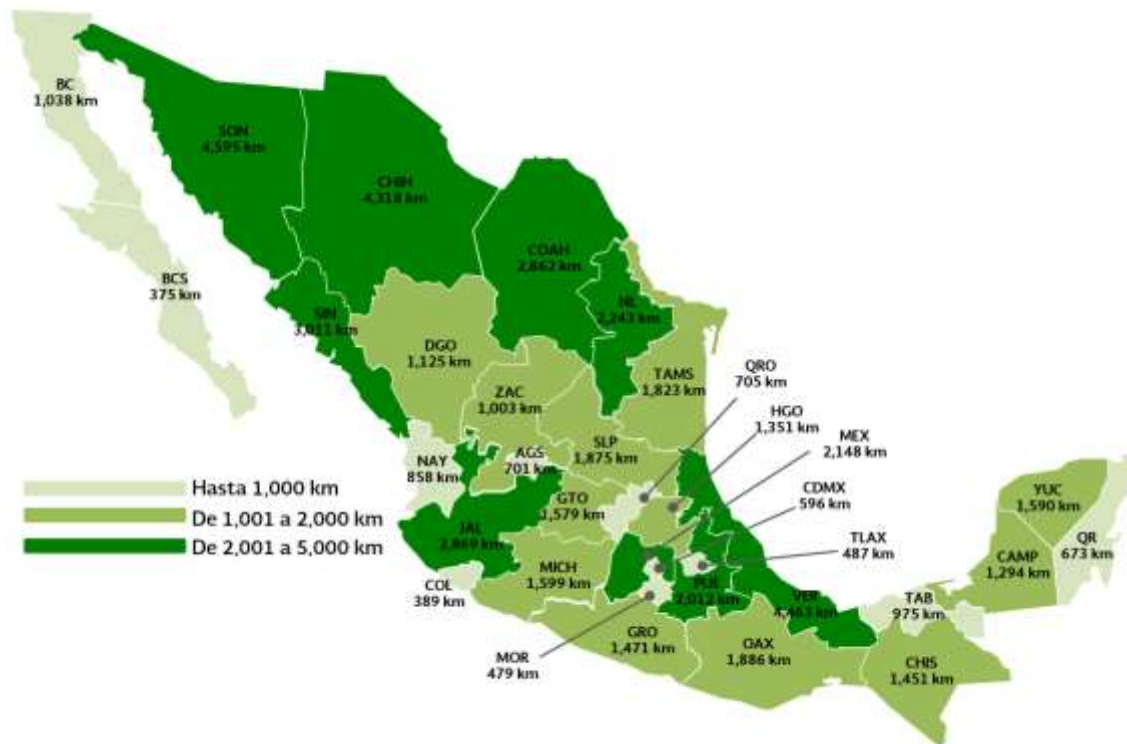 BC
1,038 km
SON
4,595 km
CHIH
4,318 km
COAH
2,862 km
BCS
375 km
NL
2,243 km
SIN
3,011 km
DGO
1,125 km
TAMS
1,823 km
QRO
705 km
ZAC
1,003 km
HGO
1,351 km
MEX
2,148 km
SLP
1,875 km
AGS
701 km
NAY
858 km
CDMX
596 km
YUC
1,590 km
GTO
1,579 km
Hasta 1,000 km
De 1,001 a 2,000 km
De 2,001 a 5,000 km
JAL
2,869 km
TLAX
487 km
QR
673 km
CAMP
1,294 km
MICH
1,599 km
COL
389 km
PUE
2,012 km
VER
4,463 km
TAB
975 km
GRO
1,471 km
OAX
1,886 km
MOR
479 km
CHIS
1,451 km